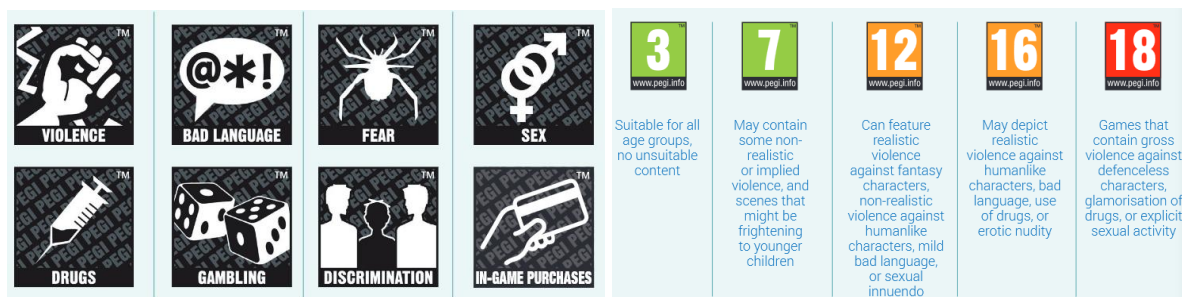 TM
VIOLENCE
TM
@*!
BAD LANGUAGE
TM
FEAR
TM
SEX
TM
DRUGS
TM
GAMBLING
TM
DISCRIMINATION
TM
IN-GAME PURCHASES
3
www.pegi.info
Suitable for all
age groups,
no unsuitable
content
7
www.pegi.info
May contain
some non-
realistic
or implied
violence, and
scenes that
might be
frightening
to younger
children
12
www.pegi.info
Can feature
realistic
violence
against fantasy
characters,
non-realistic
violence against
humanlike
characters, mild
bad language,
or sexual
innuendo
16
www.pegi.info
May depict
realistic
violence against
humanlike
characters, bad
language, use
of drugs, or
erotic nudity
18
www.pegi.info
Games that
contain gross
violence against
defenceless
characters,
glamorisation of
drugs, or explicit
sexual activity